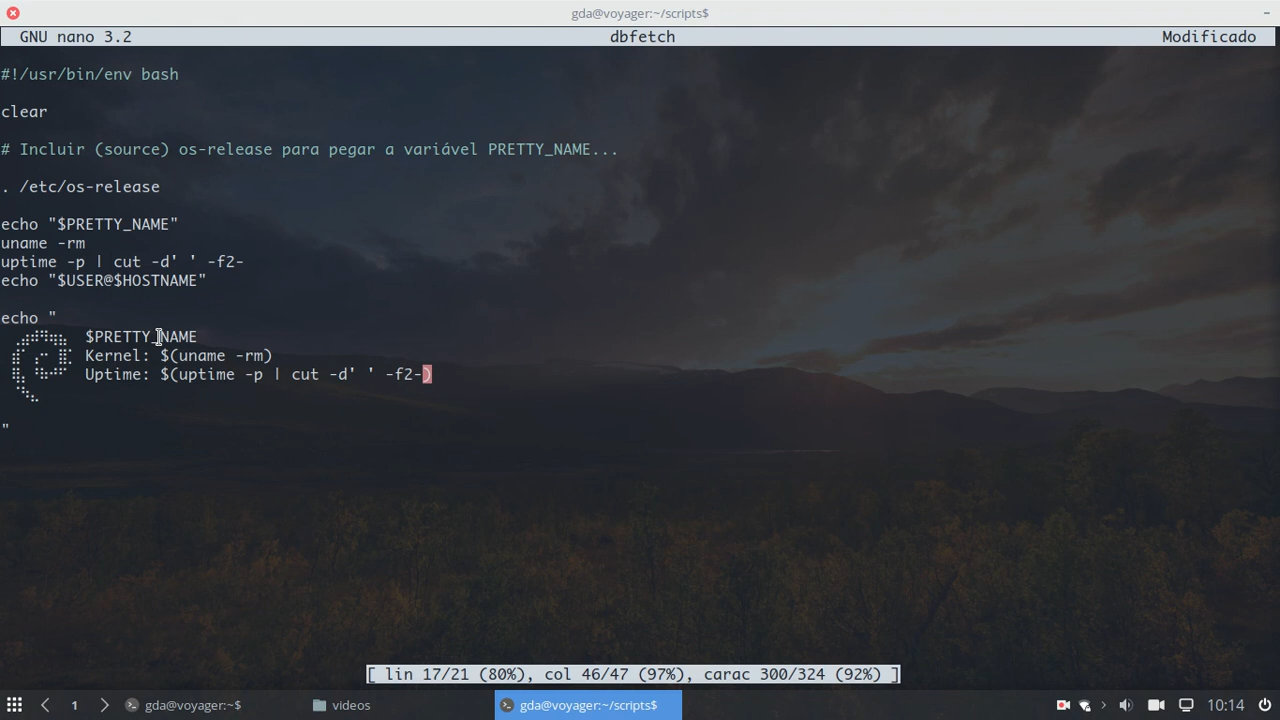 gda@voyager:~/scripts$
GNU nano 3.2 dbfetch Modificado
#!/usr/bin/env bash
clear
# Incluir (source) os-release para pegar a variável PRETTY_NAME...
. /etc/os-release
echo "$PRETTY_NAME"
uname -rm
uptime -p | cut -d' ' -f2-
echo "$USER@$HOSTNAME"
echo "
$PRETTY_NAME
Kernel: $(uname -rm)
Uptime: $(uptime -p | cut -d' ' -f2-)
"
[ lin 17/21 (80%), col 46/47 (97%), carac 300/324 (92%) ]
1 gda@voyager:~$ videos gda@voyager:~/scripts$ 10:14